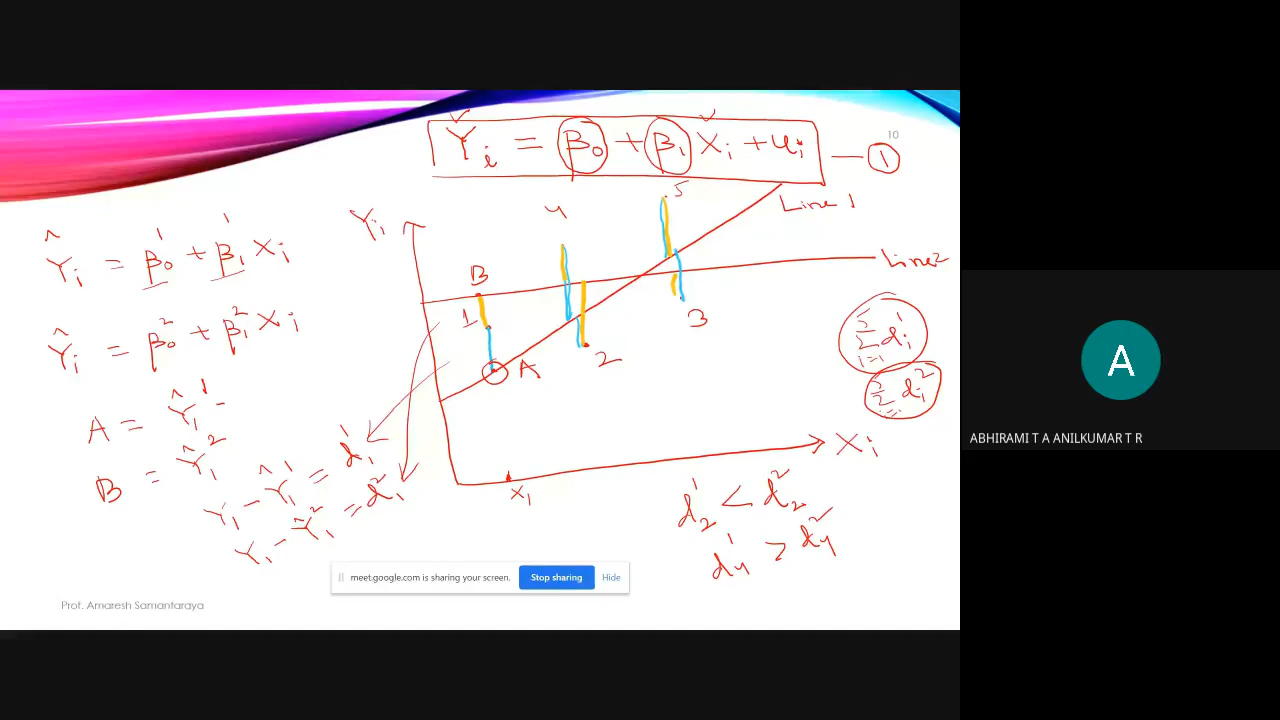 Yᵢ = β₀ + β₁ Xᵢ + uᵢ — ①
10
Ŷᵢ = β₀¹ + β₁¹ Xᵢ
Ŷᵢ = β₀² + β₁² Xᵢ
A = Ŷ₁¹ -
B = Ŷ₁²
Y₁ - Ŷ₁¹ = d₁¹
Y₁ - Ŷ₁² = d₁²
Yᵢ
4
5
Line 1
Line 2
B
1
A
2
3
X₁
Xᵢ
d₂¹ < d₂²
d₄¹ > d₄²
meet.google.com is sharing your screen.
Stop sharing
Hide
Prof. Amaresh Samantaraya
A
ABHIRAMI T A ANILKUMAR T R